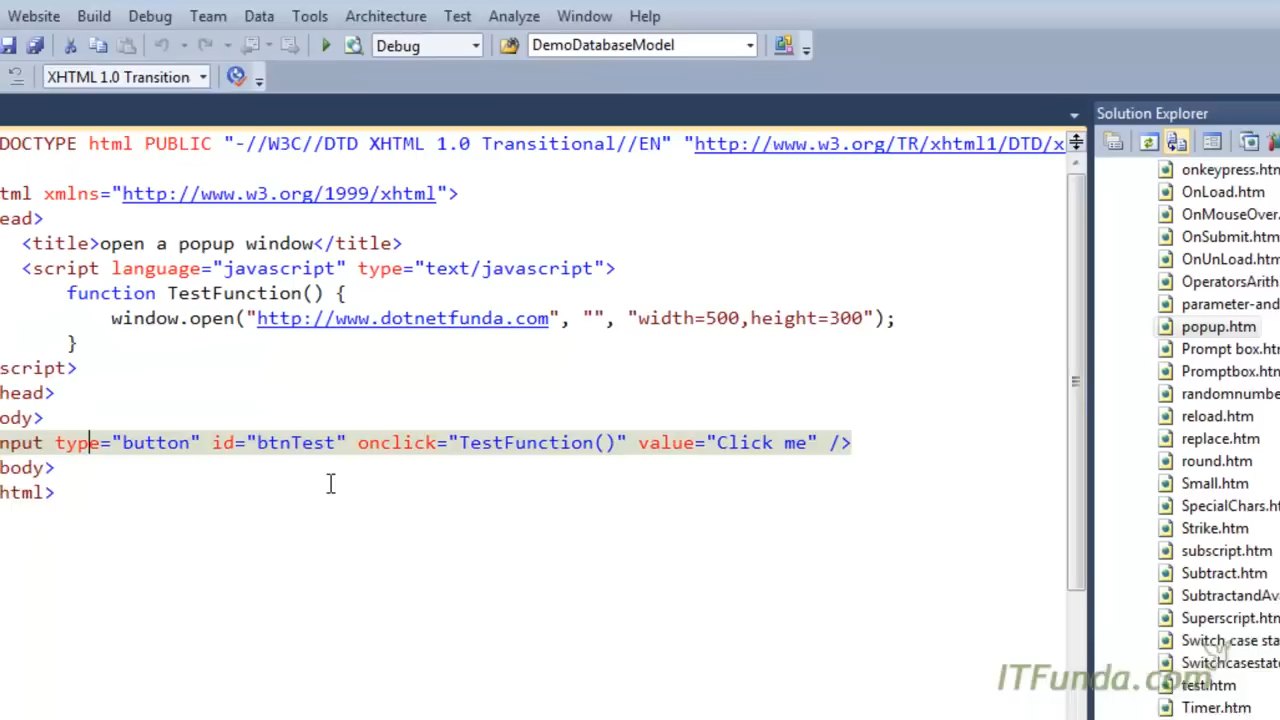 Website Build Debug Team Data Tools Architecture Test Analyze Window Help
Debug DemoDatabaseModel
XHTML 1.0 Transition
Solution Explorer
DOCTYPE html PUBLIC "-//W3C//DTD XHTML 1.0 Transitional//EN" "http://www.w3.org/TR/xhtml1/DTD/x
tml xmlns="http://www.w3.org/1999/xhtml">
ead>
<title>open a popup window</title>
<script language="javascript" type="text/javascript">
function TestFunction() {
window.open("http://www.dotnetfunda.com", "", "width=500,height=300");
}
script>
head>
ody>
nput type="button" id="btnTest" onclick="TestFunction()" value="Click me" />
body>
html>
onkeypress.htm
OnLoad.htm
OnMouseOver.
OnSubmit.htm
OnUnLoad.htm
OperatorsArith
parameter-and
popup.htm
Prompt box.htm
Promptbox.htm
randomnumbe
reload.htm
replace.htm
round.htm
Small.htm
SpecialChars.h
Strike.htm
subscript.htm
Subtract.htm
SubtractandAv
Superscript.htm
Switch case sta
Switchcasestat
test.htm
Timer.htm
ITFunda.com